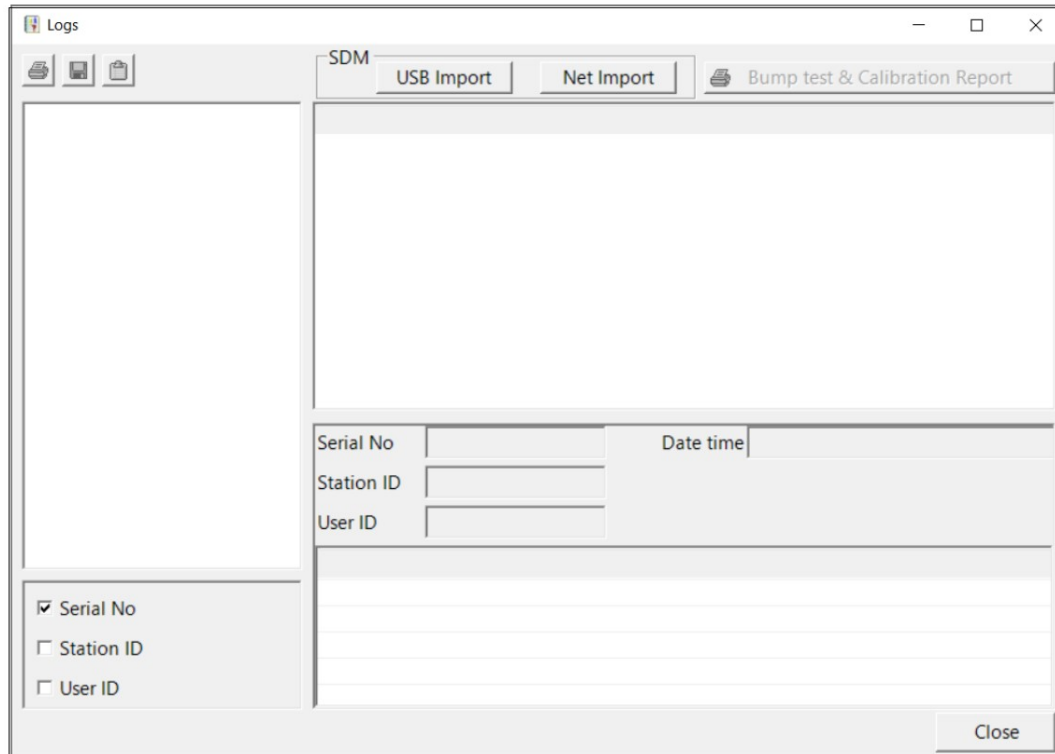 Logs
SDM
USB Import
Net Import
Bump test & Calibration Report
Serial No
Date time
Station ID
User ID
Serial No
Station ID
User ID
Close